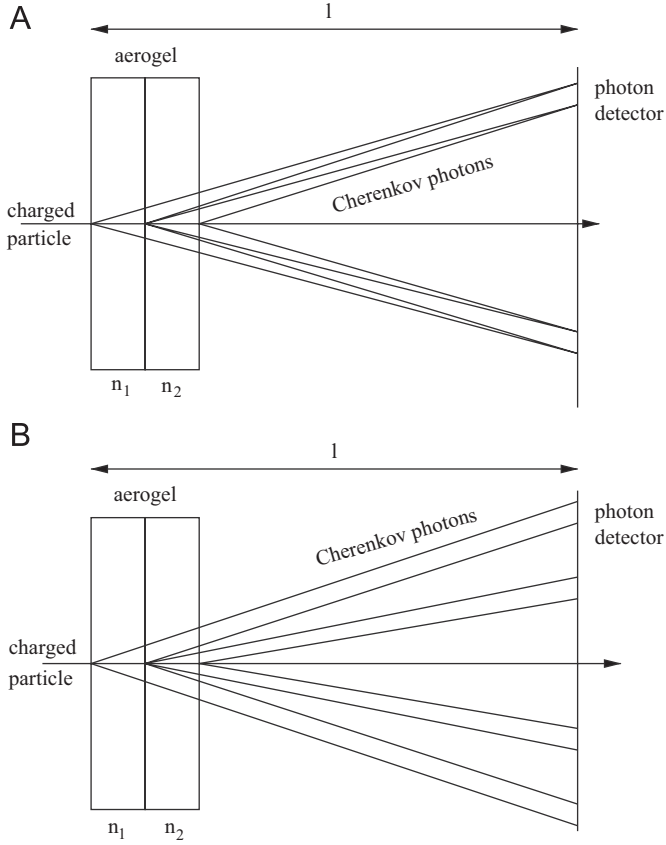 A
l
aerogel
photon
detector
Cherenkov photons
charged
particle
n1 n2
B
l
aerogel
Cherenkov photons
photon
detector
charged
particle
n1 n2